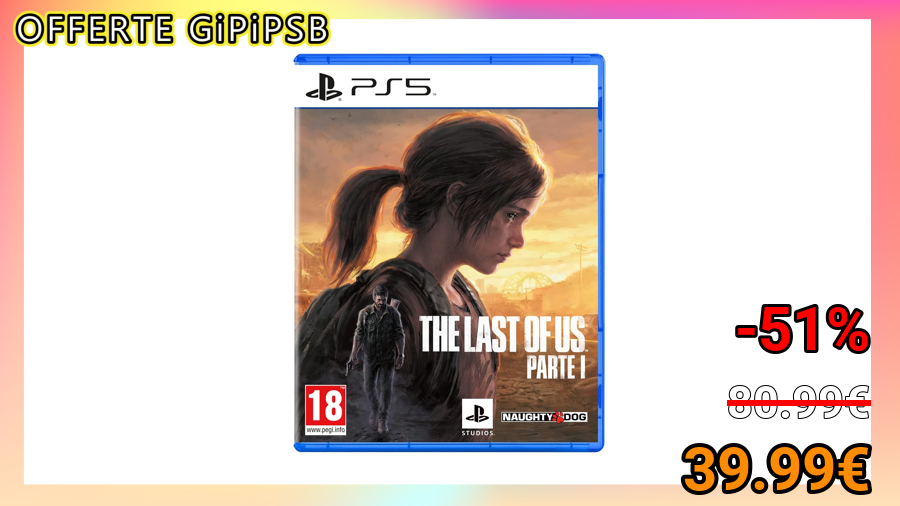 OFFERTE GiPiPSB
PS5
THE LAST OF US
PARTE I
18
www.pegi.info
STUDIOS
NAUGHTY DOG
-51%
80.99€
39.99€